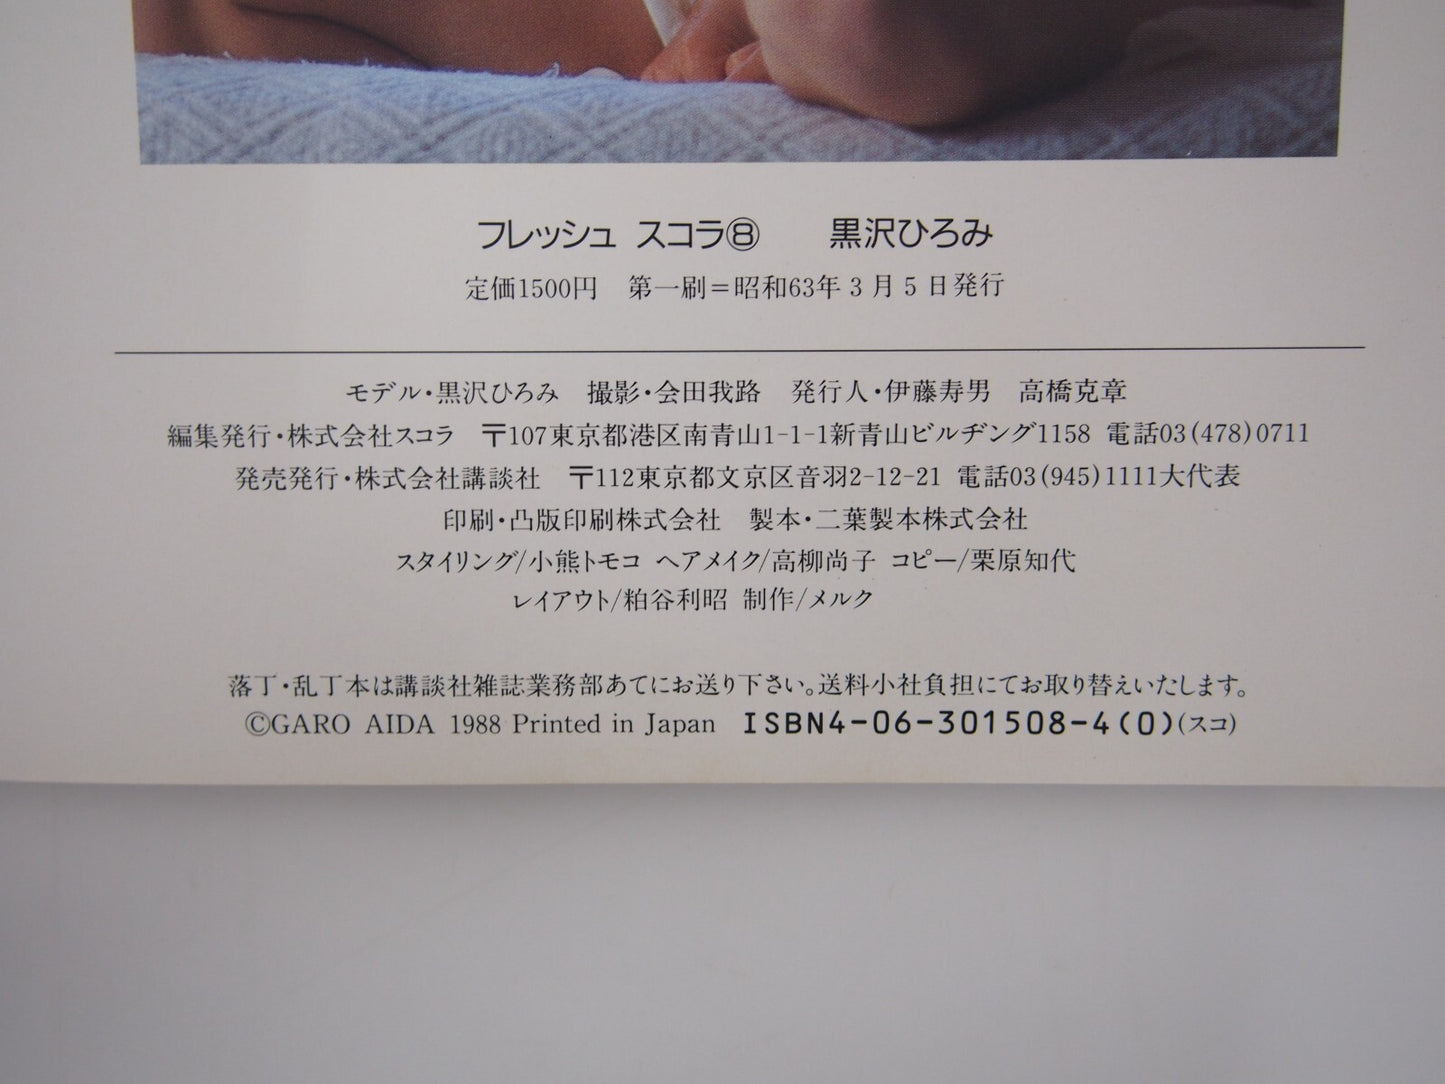 フレッシュ スコラ⑧　黒沢ひろみ
定価1500円　第一刷＝昭和63年3月5日発行
モデル・黒沢ひろみ　撮影・会田我路　発行人・伊藤寿男　高橋克章
編集発行・株式会社スコラ　〒107東京都港区南青山1-1-1新青山ビルヂング1158 電話03(478)0711
発売発行・株式会社講談社　〒112東京都文京区音羽2-12-21 電話03(945)1111大代表
印刷・凸版印刷株式会社　製本・二葉製本株式会社
スタイリング/小熊トモコ ヘアメイク/高柳尚子 コピー/栗原知代
レイアウト/粕谷利昭 制作/メルク
落丁・乱丁本は講談社雑誌業務部あてにお送り下さい。送料小社負担にてお取り替えいたします。
©GARO AIDA 1988 Printed in Japan ISBN4-06-301508-4(0)(スコ)